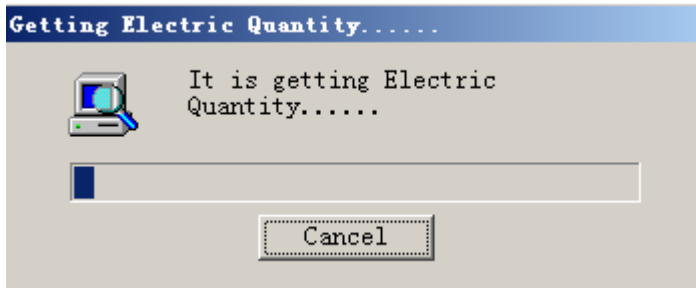 Getting Electric Quantity......
It is getting Electric
Quantity......
Cancel